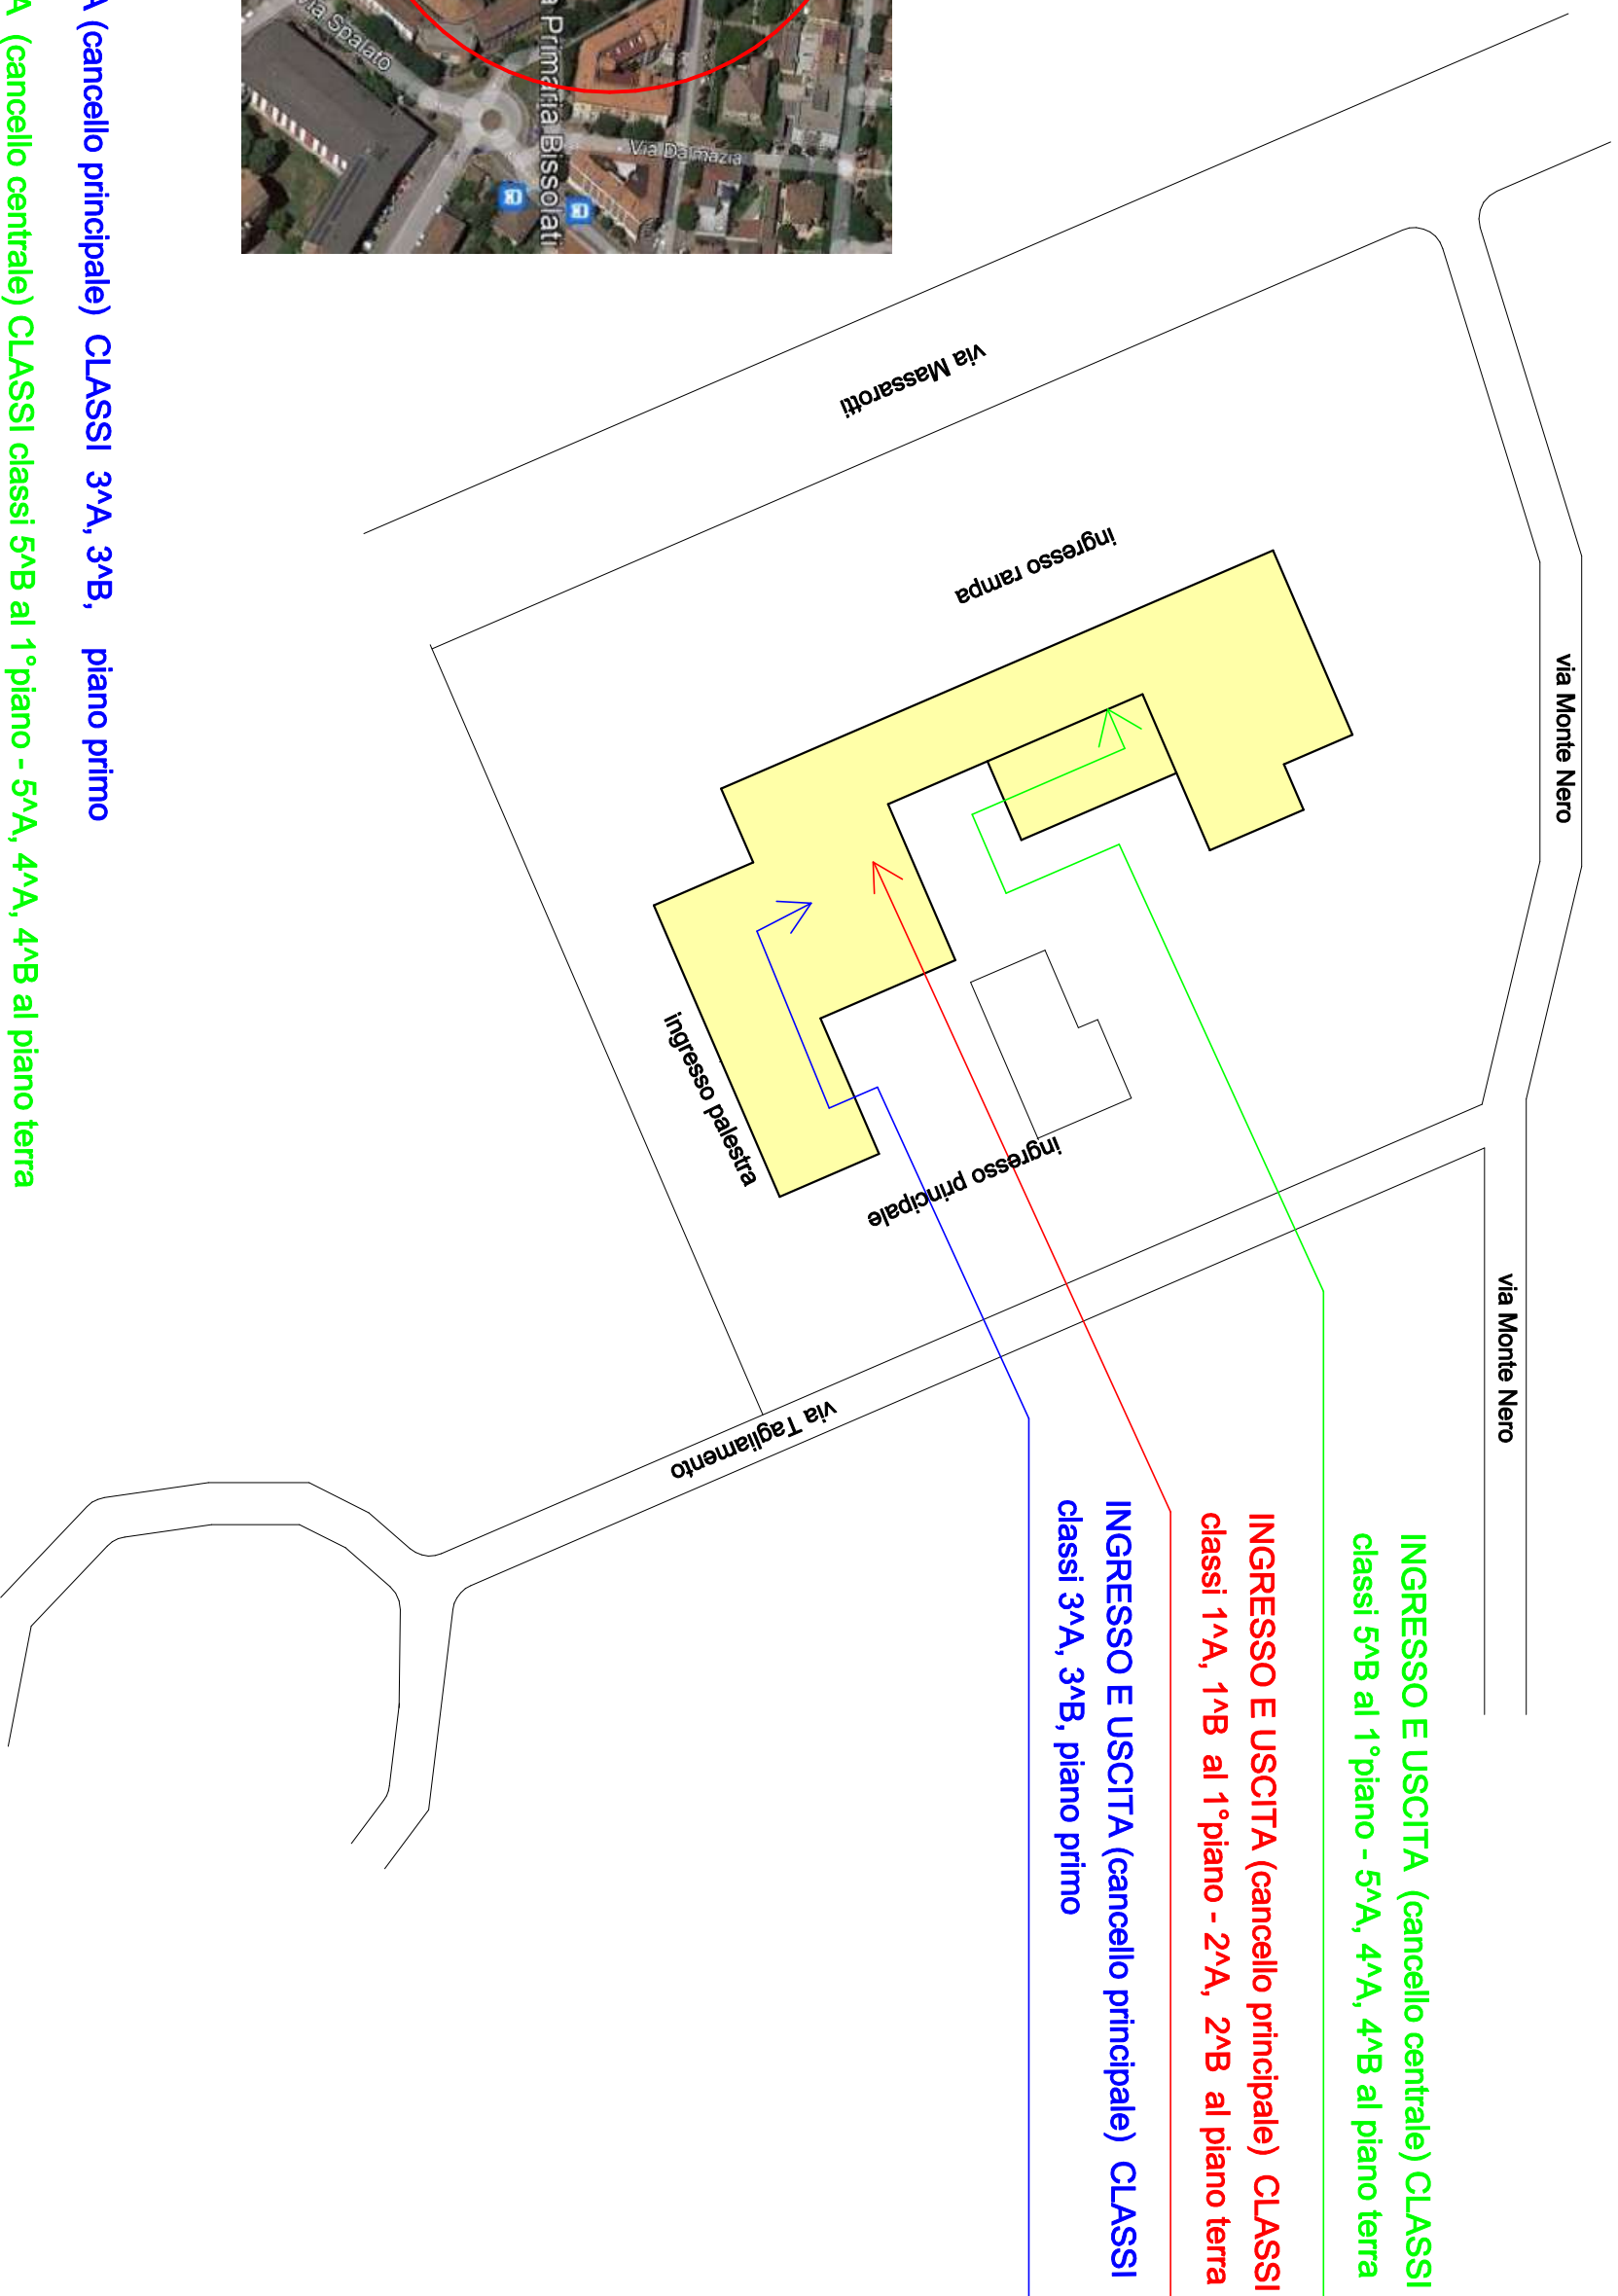 via Monte Nero
via Monte Nero
INGRESSO E USCITA (cancello centrale) CLASSI
classi 5^B al 1°piano - 5^A, 4^A, 4^B al piano terra
INGRESSO E USCITA (cancello principale) CLASSI
classi 1^A, 1^B al 1°piano - 2^A, 2^B al piano terra
INGRESSO E USCITA (cancello principale) CLASSI
classi 3^A, 3^B, piano primo
ingresso rampa
via Massarotti
ingresso principale
ingresso palestra
via Tagliamento
Via Dalmazia
a Primaria Bissolati
via Spalato
A (cancello principale) CLASSI 3^A, 3^B, piano primo
A (cancello centrale) CLASSI classi 5^B al 1°piano - 5^A, 4^A, 4^B al piano terra